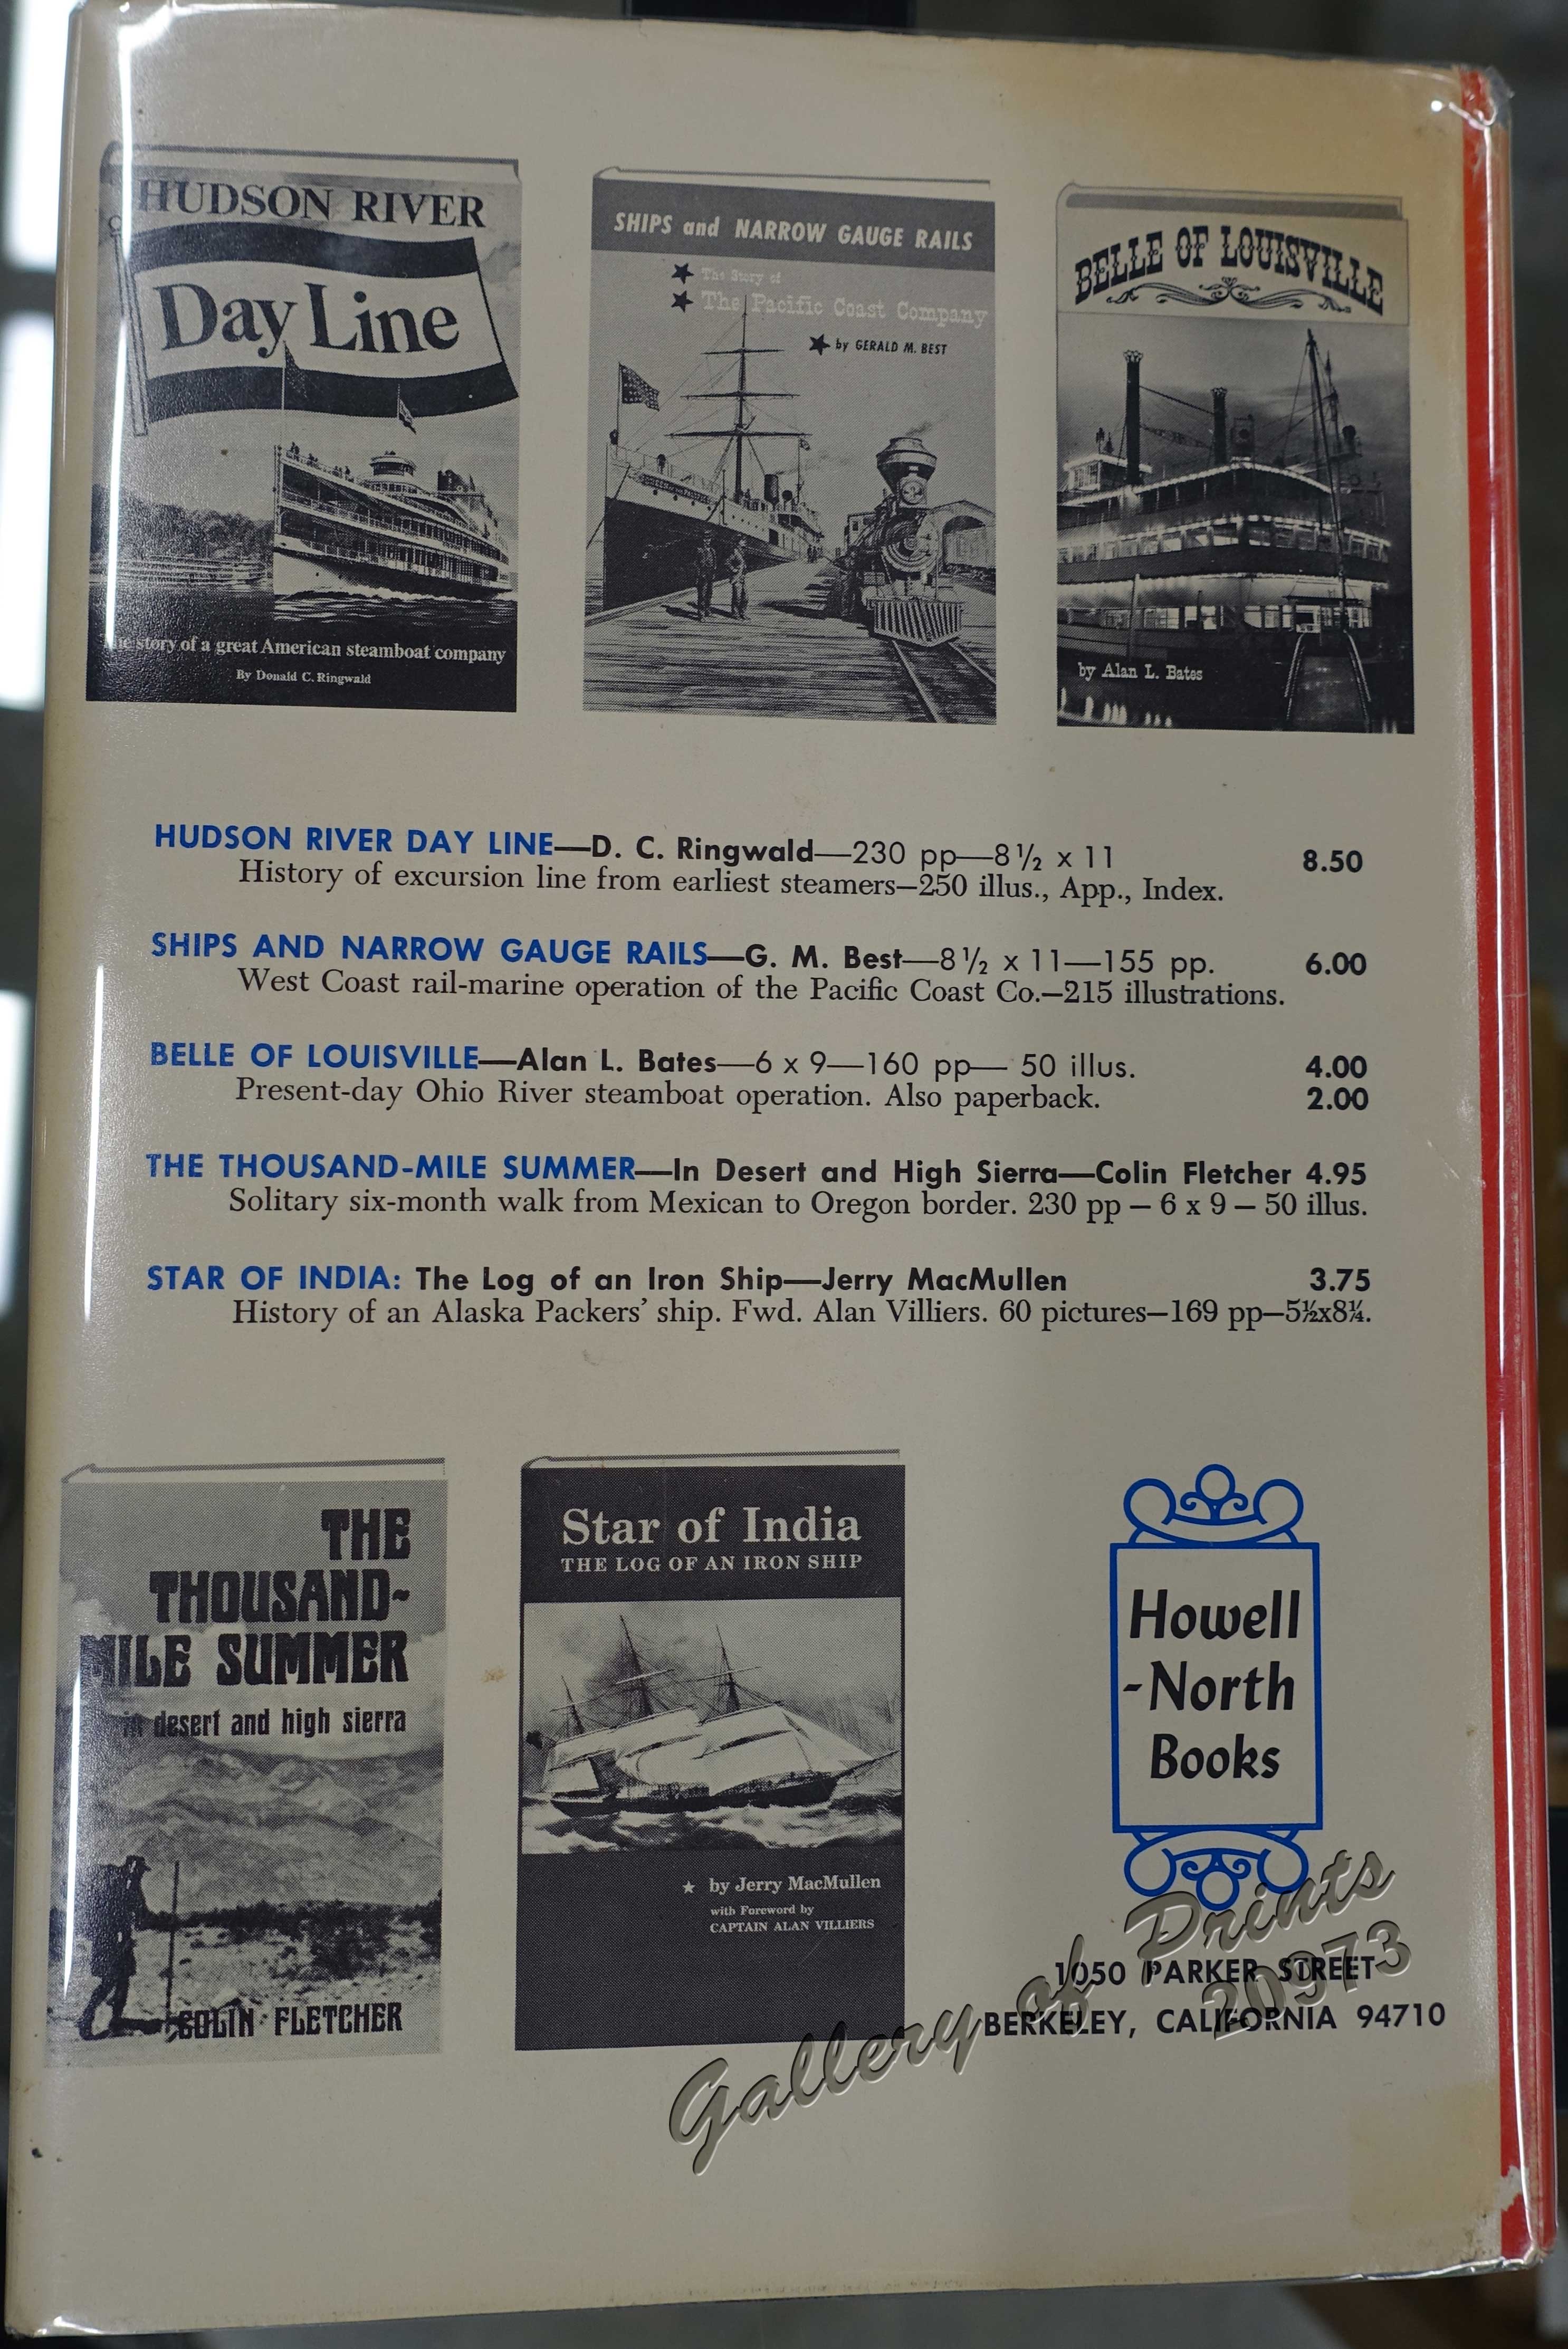 HUDSON RIVER
Day Line
story of a great American steamboat company
By Donald C. Ringwald
SHIPS and NARROW GAUGE RAILS
The Story of
The Pacific Coast Company
by GERALD M. BEST
BELLE OF LOUISVILLE
by Alan L. Bates
HUDSON RIVER DAY LINE—D. C. Ringwald—230 pp—8½ x 11 8.50
History of excursion line from earliest steamers—250 illus., App., Index.
SHIPS AND NARROW GAUGE RAILS—G. M. Best—8½ x 11—155 pp. 6.00
West Coast rail-marine operation of the Pacific Coast Co.—215 illustrations.
BELLE OF LOUISVILLE—Alan L. Bates—6 x 9—160 pp— 50 illus. 4.00
Present-day Ohio River steamboat operation. Also paperback. 2.00
THE THOUSAND-MILE SUMMER—In Desert and High Sierra—Colin Fletcher 4.95
Solitary six-month walk from Mexican to Oregon border. 230 pp — 6 x 9 — 50 illus.
STAR OF INDIA: The Log of an Iron Ship—Jerry MacMullen 3.75
History of an Alaska Packers' ship. Fwd. Alan Villiers. 60 pictures—169 pp—5½x8¼.
THE
THOUSAND-
MILE SUMMER
in desert and high sierra
COLIN FLETCHER
Star of India
THE LOG OF AN IRON SHIP
by Jerry MacMullen
with Foreword by
CAPTAIN ALAN VILLIERS
Howell
-North
Books
1050 PARKER STREET
BERKELEY, CALIFORNIA 94710
Gallery of Prints
20973